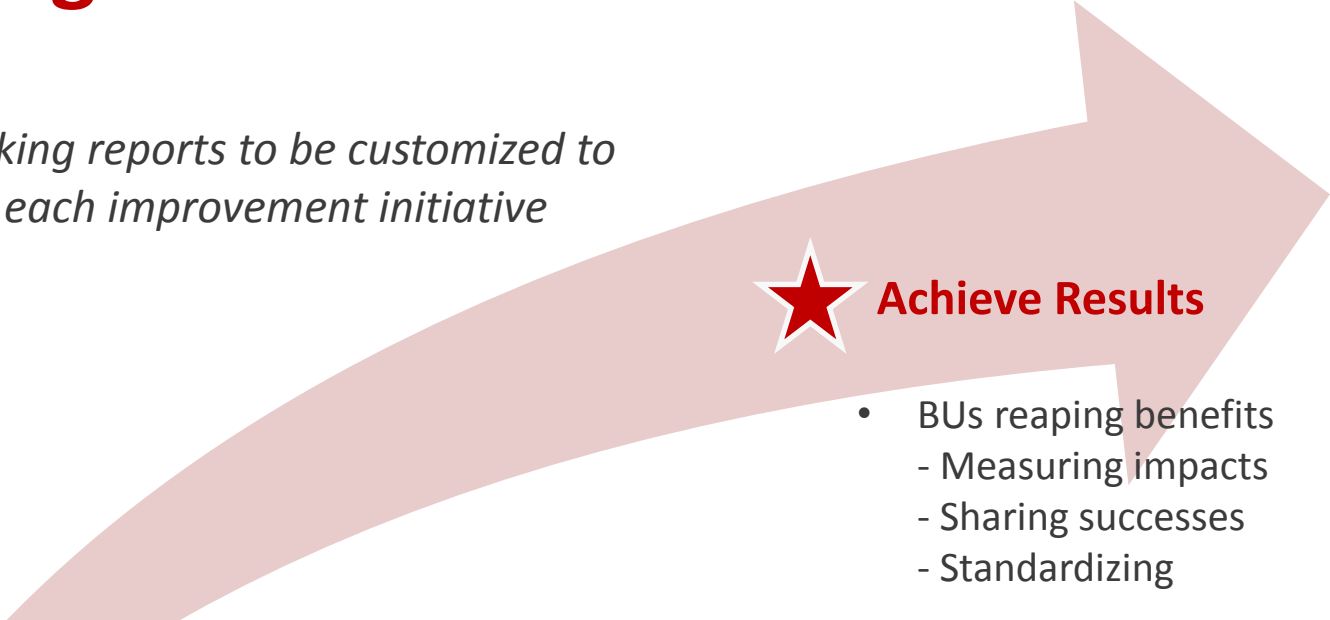 g
king reports to be customized to
each improvement initiative
Achieve Results
• BUs reaping benefits
- Measuring impacts
- Sharing successes
- Standardizing